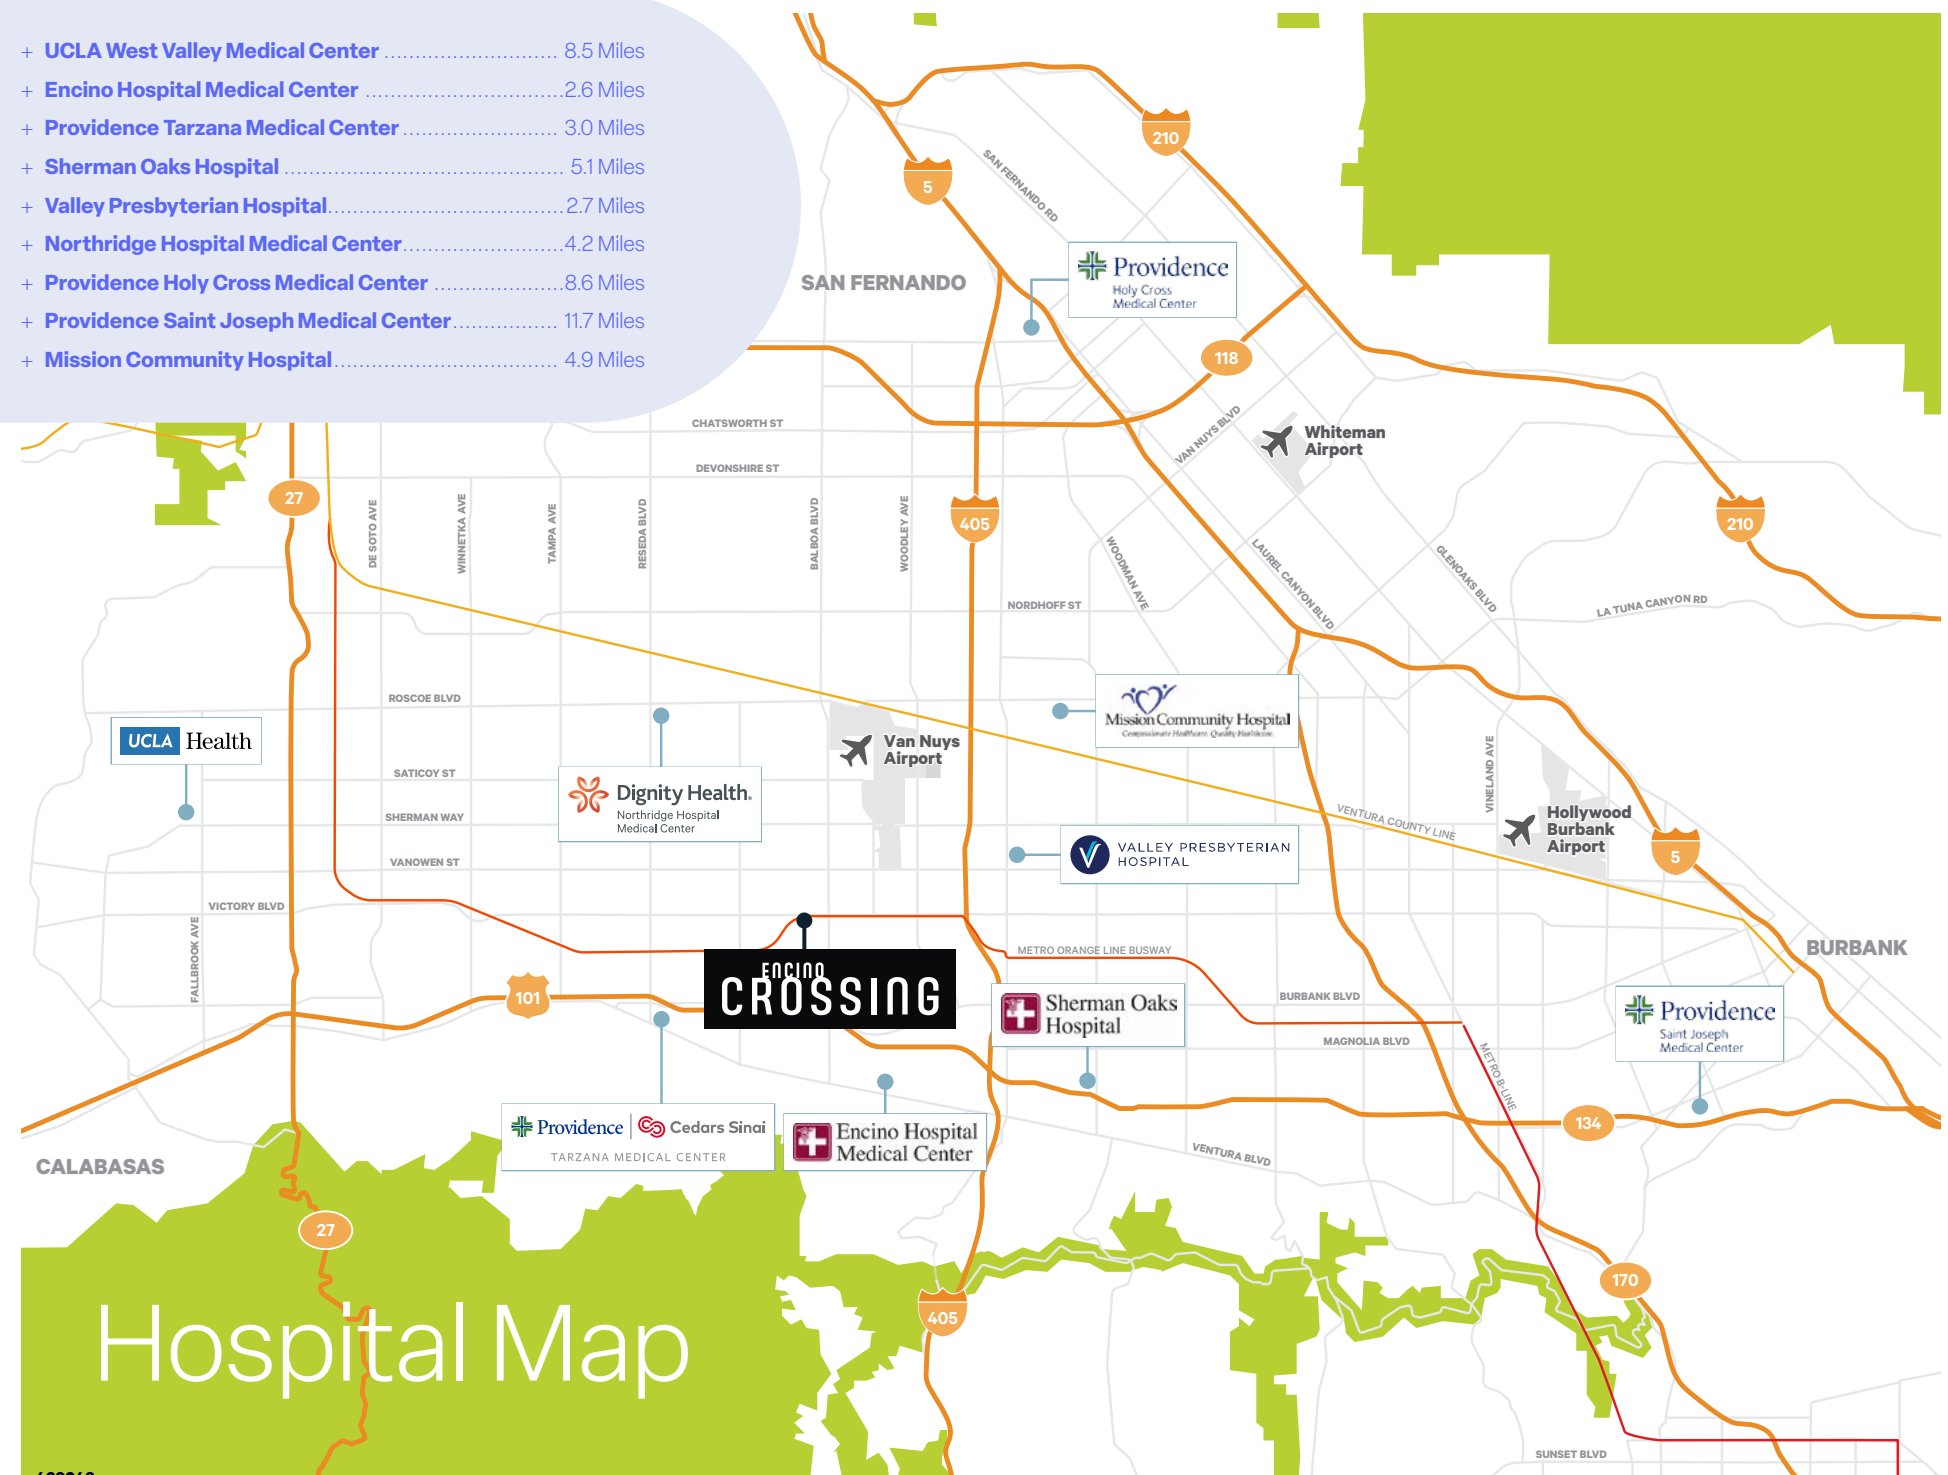 + UCLA West Valley Medical Center ............................ 8.5 Miles
+ Encino Hospital Medical Center ................................2.6 Miles
+ Providence Tarzana Medical Center ......................... 3.0 Miles
+ Sherman Oaks Hospital ............................................. 5.1 Miles
+ Valley Presbyterian Hospital......................................2.7 Miles
+ Northridge Hospital Medical Center..........................4.2 Miles
+ Providence Holy Cross Medical Center .....................8.6 Miles
+ Providence Saint Joseph Medical Center................. 11.7 Miles
+ Mission Community Hospital.................................... 4.9 Miles
210
5
SAN FERNANDO RD
SAN FERNANDO
Providence
Holy Cross
Medical Center
118
CHATSWORTH ST
VAN NUYS BLVD
Whiteman
Airport
DEVONSHIRE ST
27
DE SOTO AVE
WINNETKA AVE
TAMPA AVE
RESEDA BLVD
BALBOA BLVD
WOODLEY AVE
405
210
WOODMAN AVE
LAUREL CANYON BLVD
GLENOAKS BLVD
NORDHOFF ST
LA TUNA CANYON RD
ROSCOE BLVD
UCLA Health
Mission Community Hospital
Compassionate Healthcare. Quality Healthcare.
Van Nuys
Airport
SATICOY ST
Dignity Health.
Northridge Hospital
Medical Center
VINELAND AVE
SHERMAN WAY
VENTURA COUNTY LINE
Hollywood
Burbank
Airport
5
VALLEY PRESBYTERIAN
HOSPITAL
VANOWEN ST
VICTORY BLVD
FALLBROOK AVE
METRO ORANGE LINE BUSWAY
BURBANK
ENCINO
CROSSING
101
Sherman Oaks
Hospital
BURBANK BLVD
Providence
Saint Joseph
Medical Center
MAGNOLIA BLVD
METRO B-LINE
134
Providence | Cedars Sinai
TARZANA MEDICAL CENTER
Encino Hospital
Medical Center
VENTURA BLVD
CALABASAS
27
170
405
Hospital Map
SUNSET BLVD